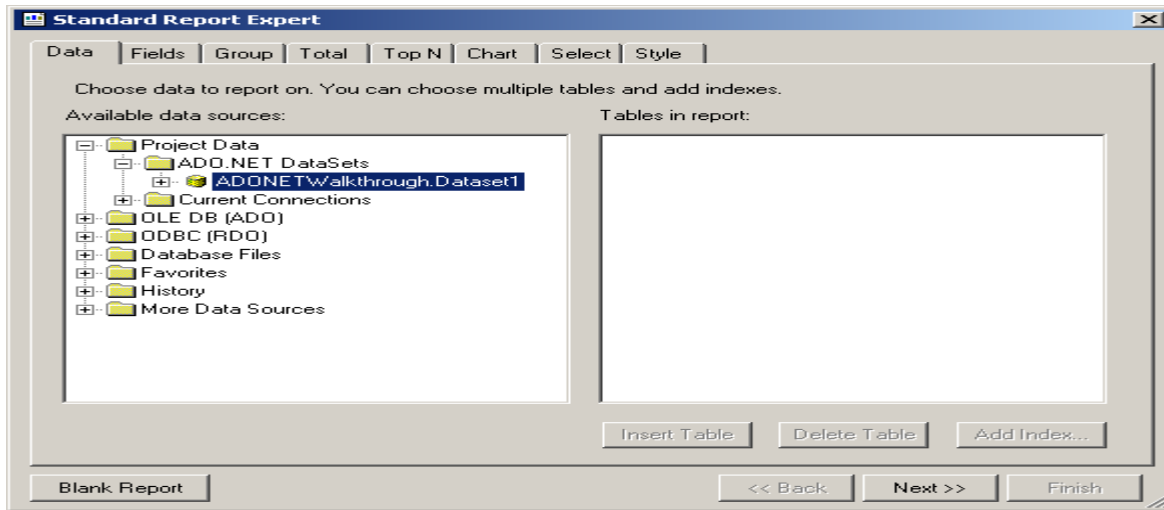 Standard Report Expert
Data Fields Group Total Top N Chart Select Style
Choose data to report on. You can choose multiple tables and add indexes.
Available data sources: Tables in report:
Project Data
ADO.NET DataSets
ADONETWalkthrough.Dataset1
Current Connections
OLE DB (ADO)
ODBC (RDO)
Database Files
Favorites
History
More Data Sources
Insert Table Delete Table Add Index...
Blank Report << Back Next >> Finish